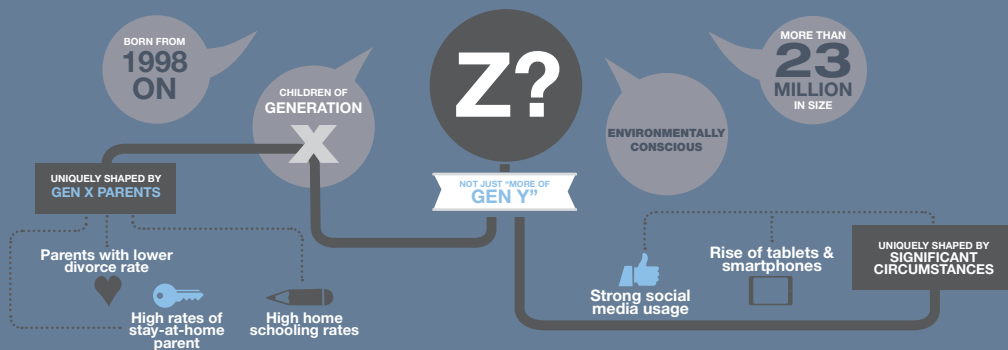 BORN FROM
1998
ON
CHILDREN OF
GENERATION
X
Z?
NOT JUST "MORE OF
GEN Y"
ENVIRONMENTALLY
CONSCIOUS
MORE THAN
23
MILLION
IN SIZE
UNIQUELY SHAPED BY
GEN X PARENTS
Parents with lower
divorce rate
High rates of
stay-at-home
parent
High home
schooling rates
Strong social
media usage
Rise of tablets &
smartphones
UNIQUELY SHAPED BY
SIGNIFICANT
CIRCUMSTANCES